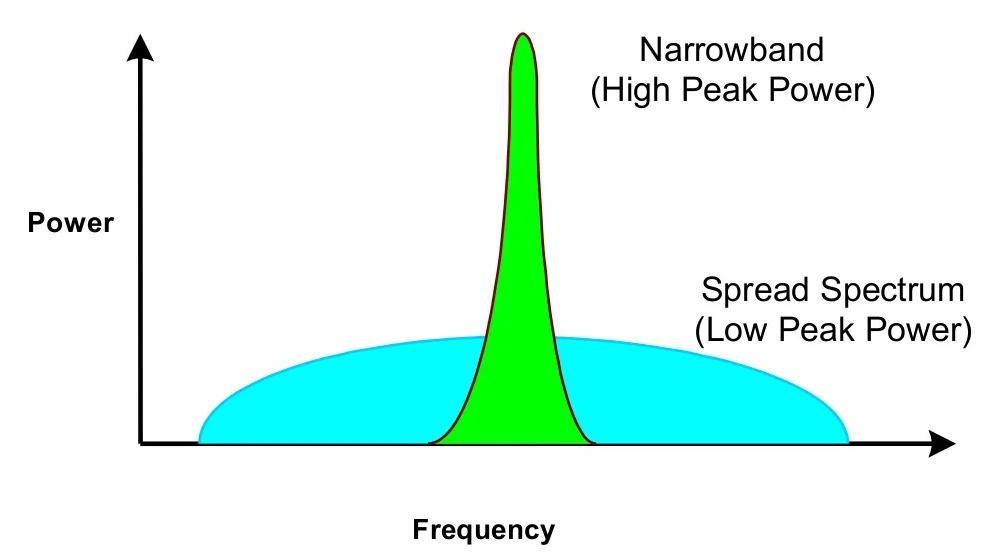 Narrowband
(High Peak Power)
Power
Spread Spectrum
(Low Peak Power)
Frequency